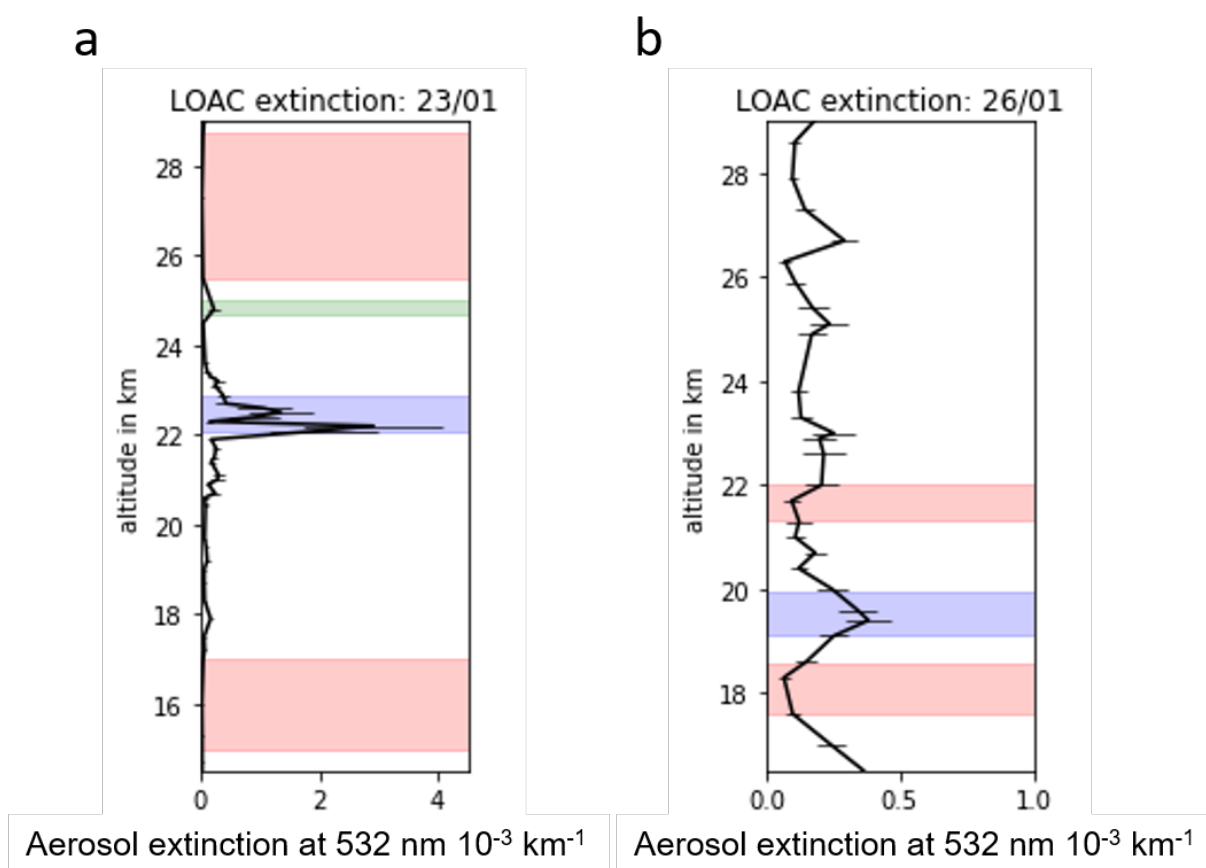 a
LOAC extinction: 23/01
altitude in km
28
26
24
22
20
18
16
0 2 4
Aerosol extinction at 532 nm 10⁻³ km⁻¹
b
LOAC extinction: 26/01
altitude in km
28
26
24
22
20
18
0.0 0.5 1.0
Aerosol extinction at 532 nm 10⁻³ km⁻¹